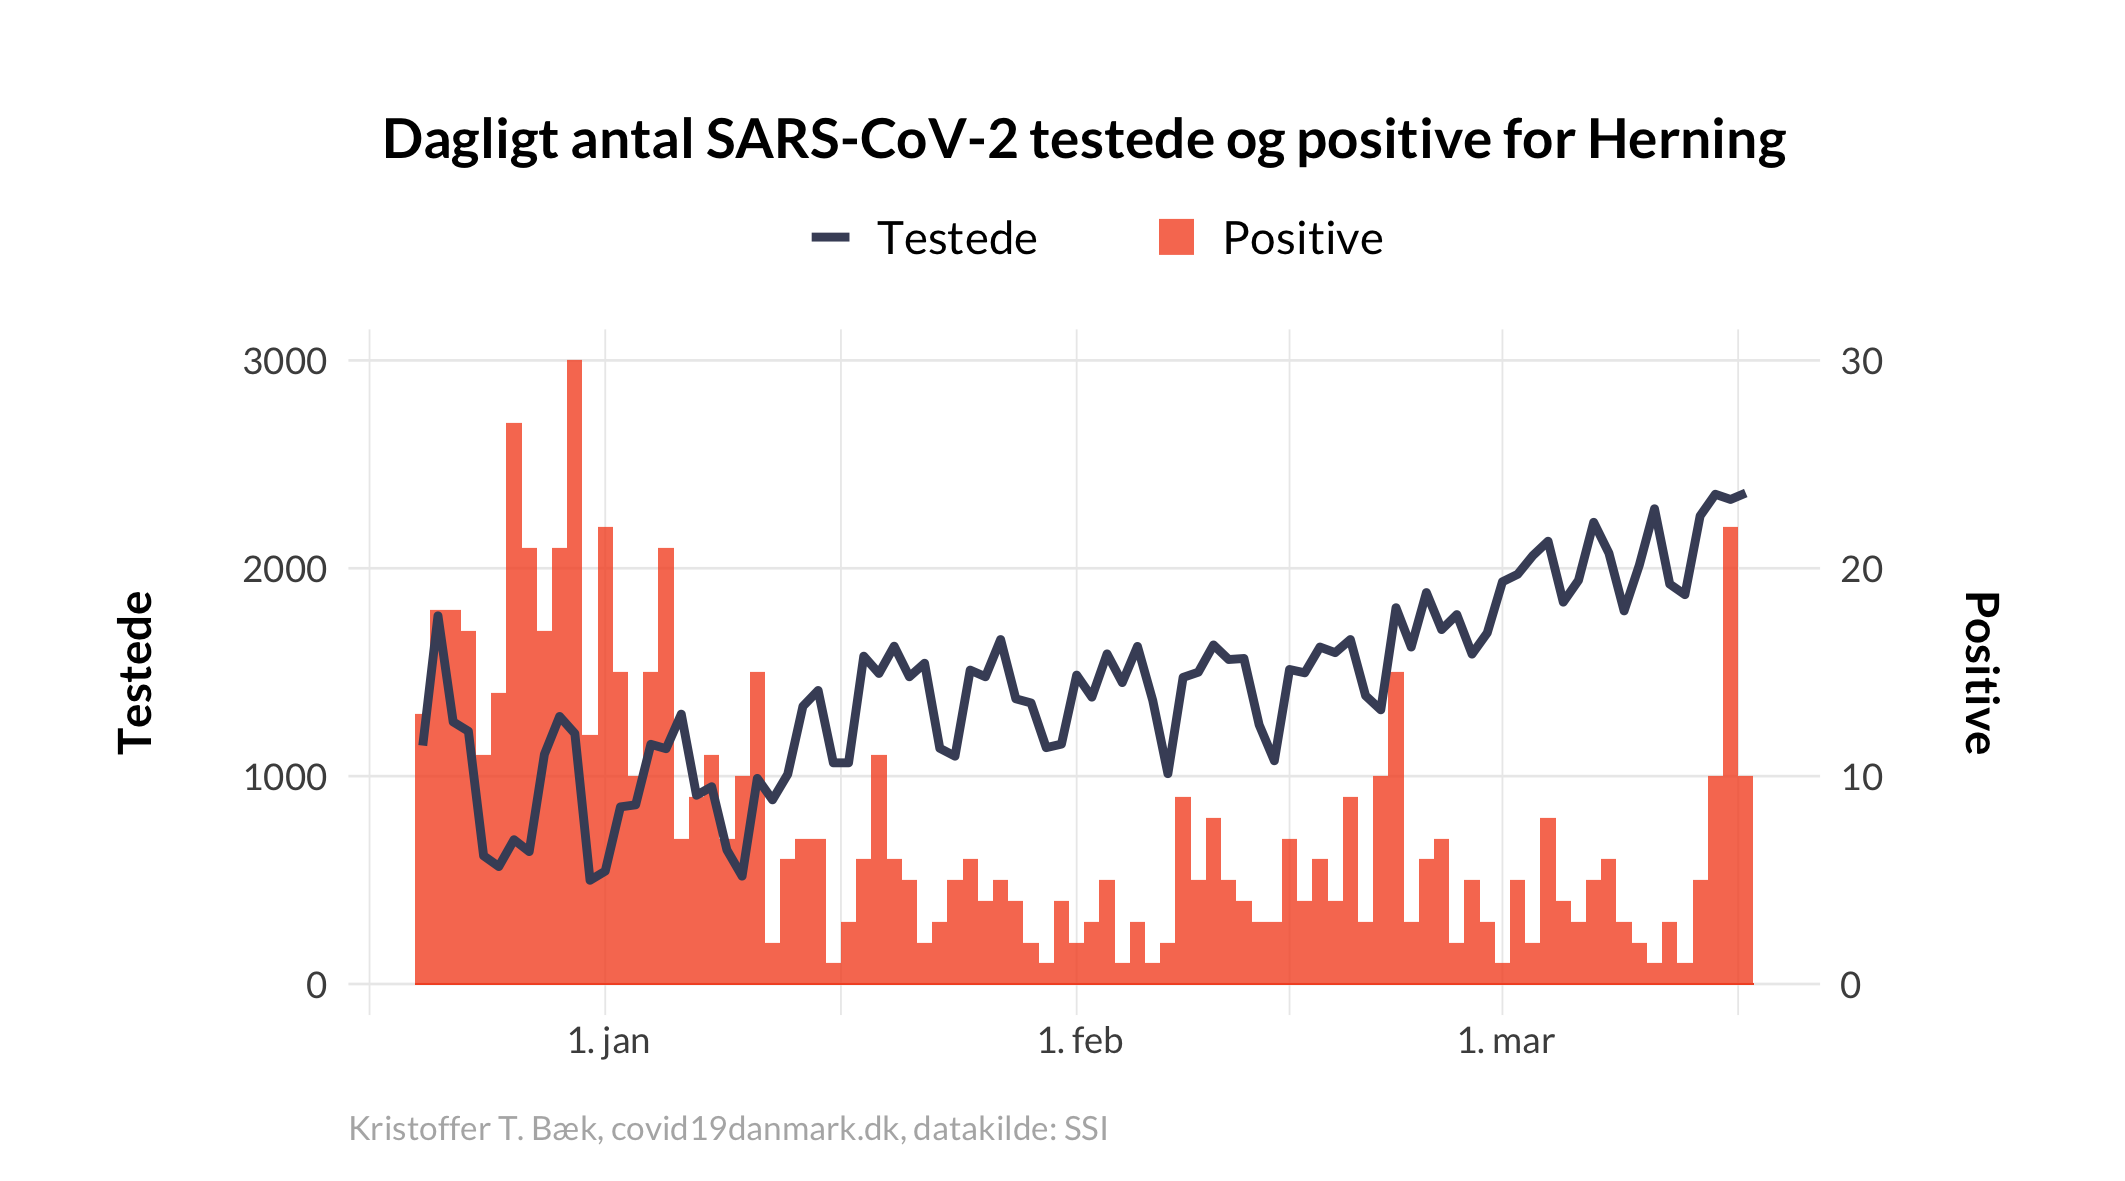 Dagligt antal SARS-CoV-2 testede og positive for Herning
Testede
Positive
3000
2000
1000
0
30
20
10
0
Testede
Positive
1. jan
1. feb
1. mar
Kristoffer T. Bæk, covid19danmark.dk, datakilde: SSI